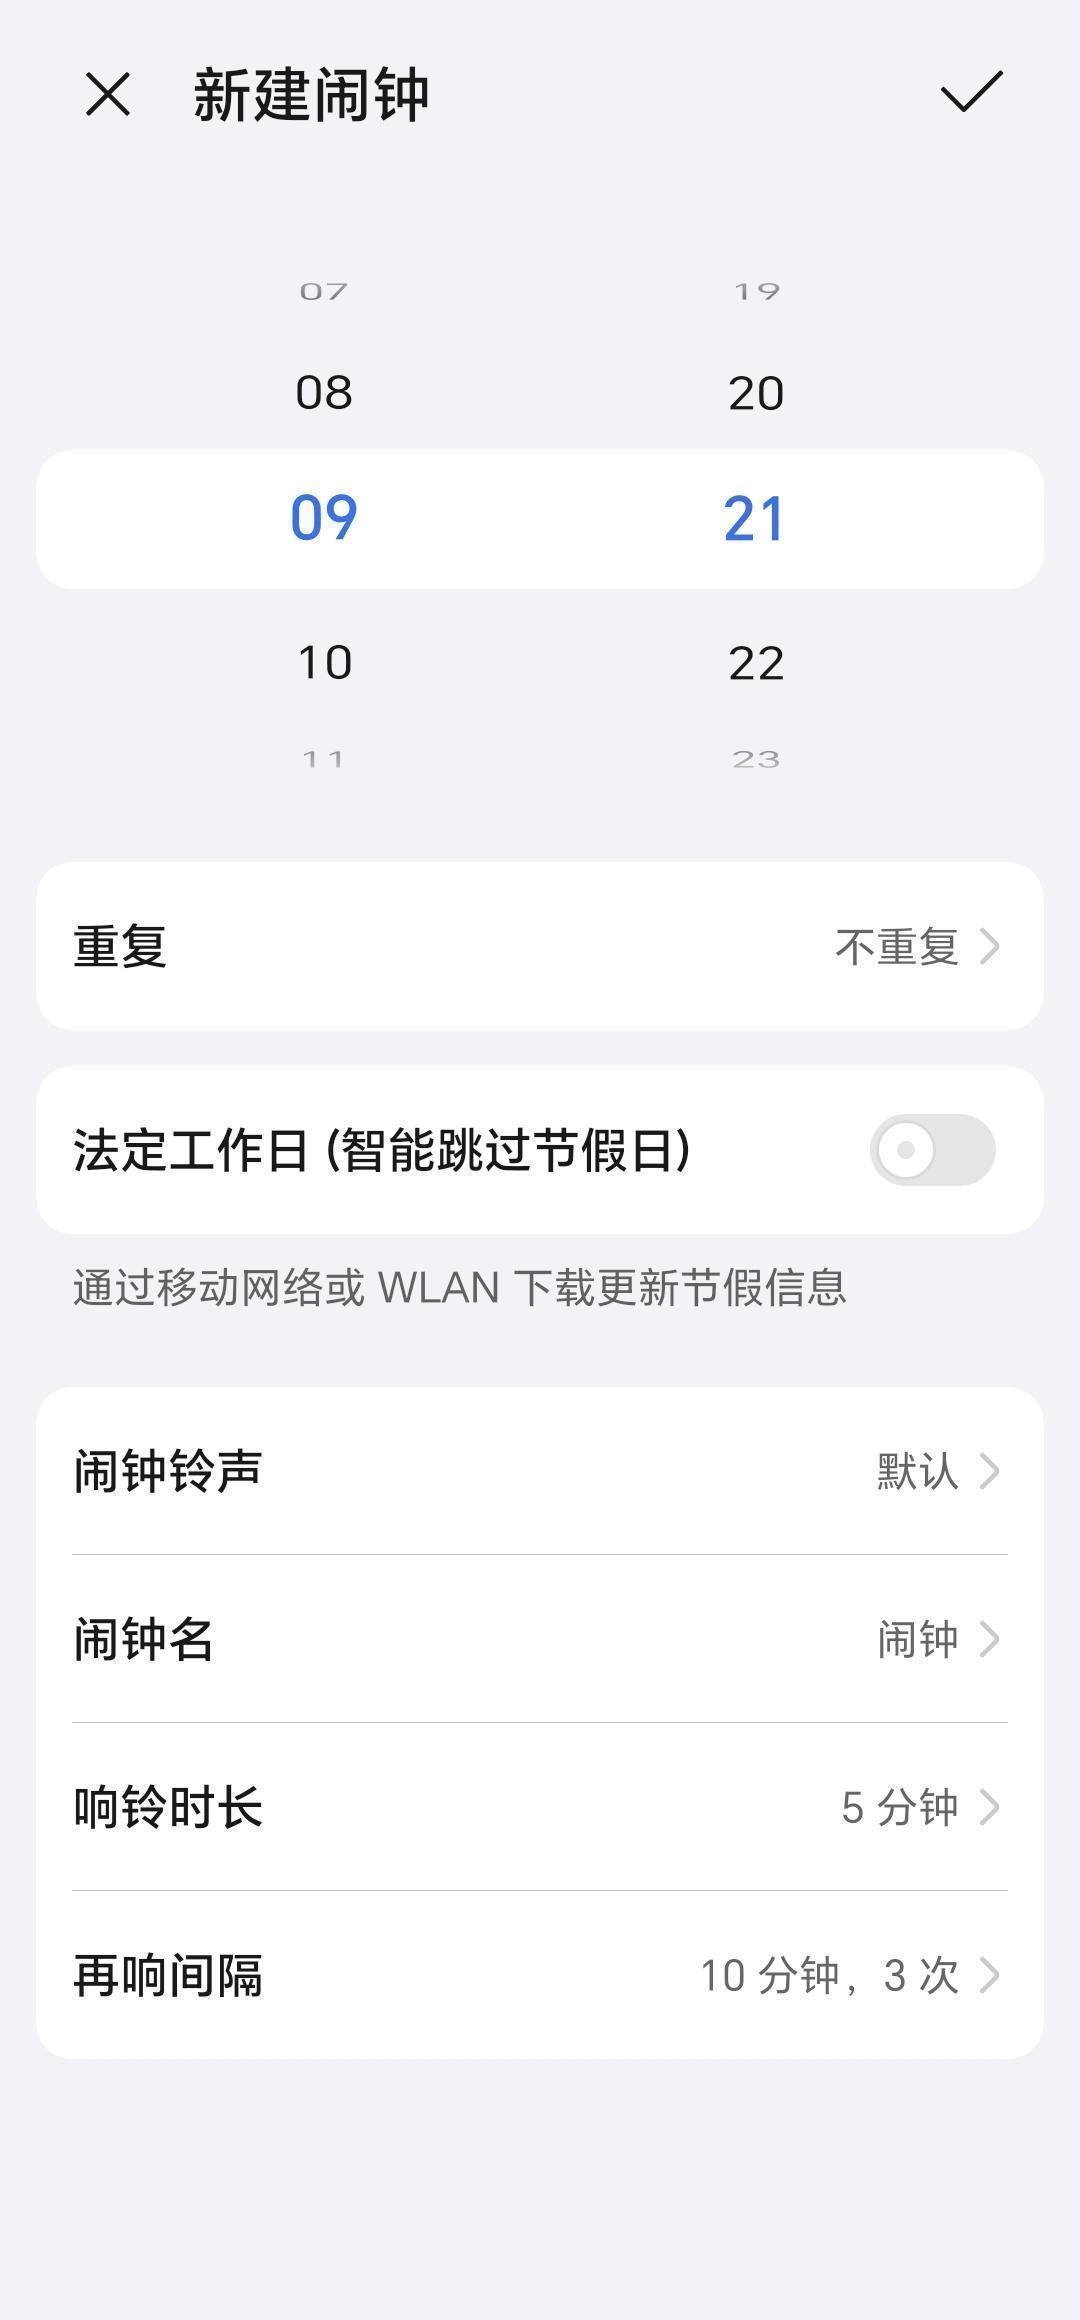 新建闹钟
07 19
08 20
09 21
10 22
11 23
重复 不重复
法定工作日 (智能跳过节假日)
通过移动网络或 WLAN 下载更新节假信息
闹钟铃声 默认
闹钟名 闹钟
响铃时长 5 分钟
再响间隔 10 分钟，3 次